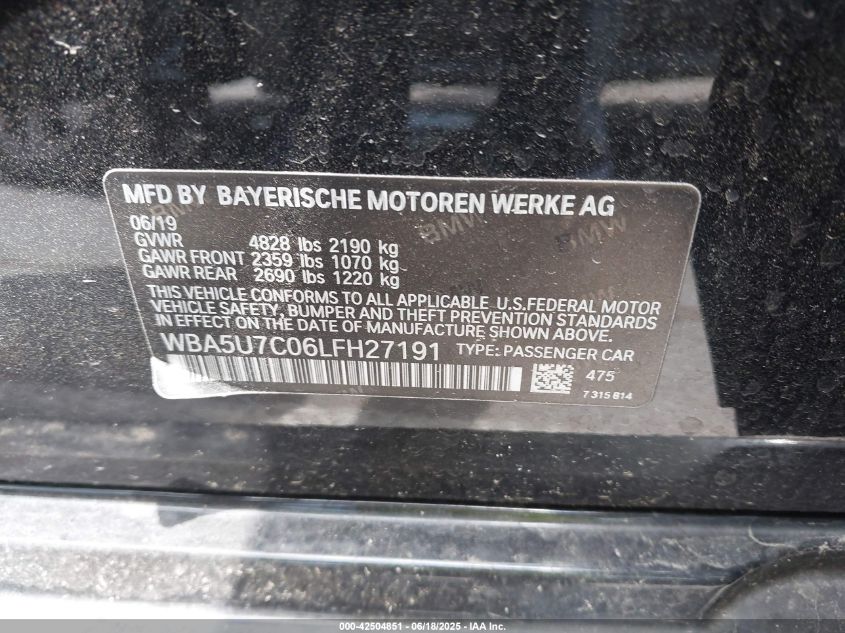 MFD BY BAYERISCHE MOTOREN WERKE AG
06/19
GVWR 4828 lbs 2190 kg
GAWR FRONT 2359 lbs 1070 kg
GAWR REAR 2690 lbs 1220 kg
THIS VEHICLE CONFORMS TO ALL APPLICABLE U.S.FEDERAL MOTOR
VEHICLE SAFETY, BUMPER AND THEFT PREVENTION STANDARDS
IN EFFECT ON THE DATE OF MANUFACTURE SHOWN ABOVE.
WBA5U7C06LFH27191 TYPE: PASSENGER CAR
475
7 315 814
000-42504851 - 06/18/2025 - IAA Inc.